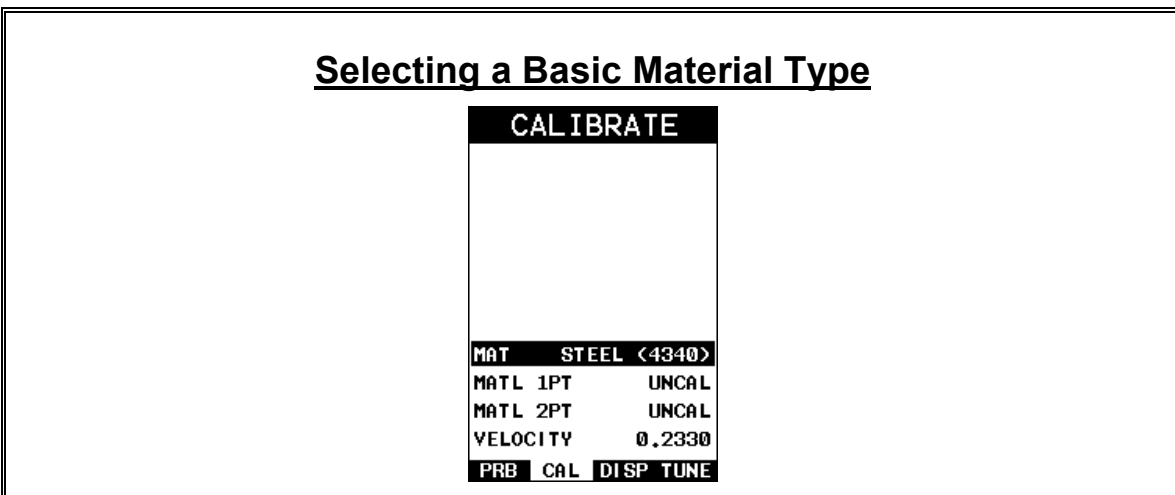 Selecting a Basic Material Type
CALIBRATE
MAT STEEL (4340)
MATL 1PT UNCAL
MATL 2PT UNCAL
VELOCITY 0.2330
PRB CAL DISP TUNE